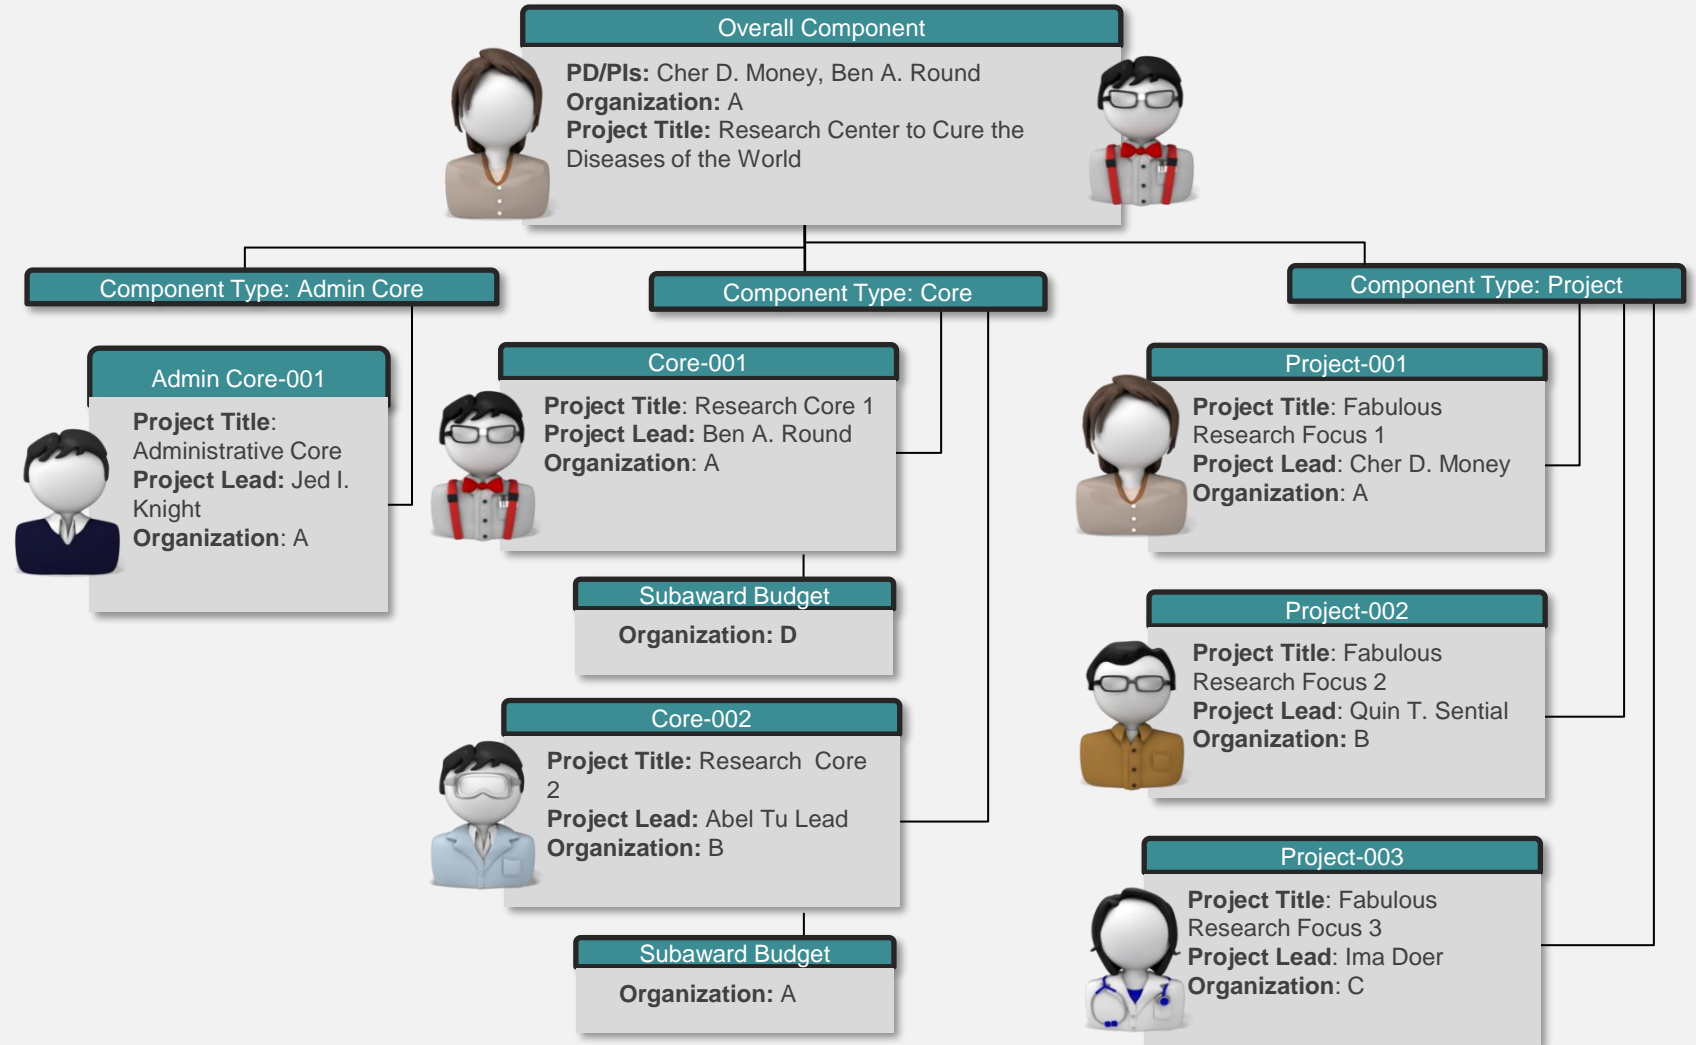 Overall Component
PD/PIs: Cher D. Money, Ben A. Round
Organization: A
Project Title: Research Center to Cure the
Diseases of the World
Component Type: Admin Core
Component Type: Core
Component Type: Project
Admin Core-001
Project Title:
Administrative Core
Project Lead: Jed I.
Knight
Organization: A
Core-001
Project Title: Research Core 1
Project Lead: Ben A. Round
Organization: A
Subaward Budget
Organization: D
Core-002
Project Title: Research  Core
2
Project Lead: Abel Tu Lead
Organization: B
Subaward Budget
Organization: A
Project-001
Project Title: Fabulous
Research Focus 1
Project Lead: Cher D. Money
Organization: A
Project-002
Project Title: Fabulous
Research Focus 2
Project Lead: Quin T. Sential
Organization: B
Project-003
Project Title: Fabulous
Research Focus 3
Project Lead: Ima Doer
Organization: C